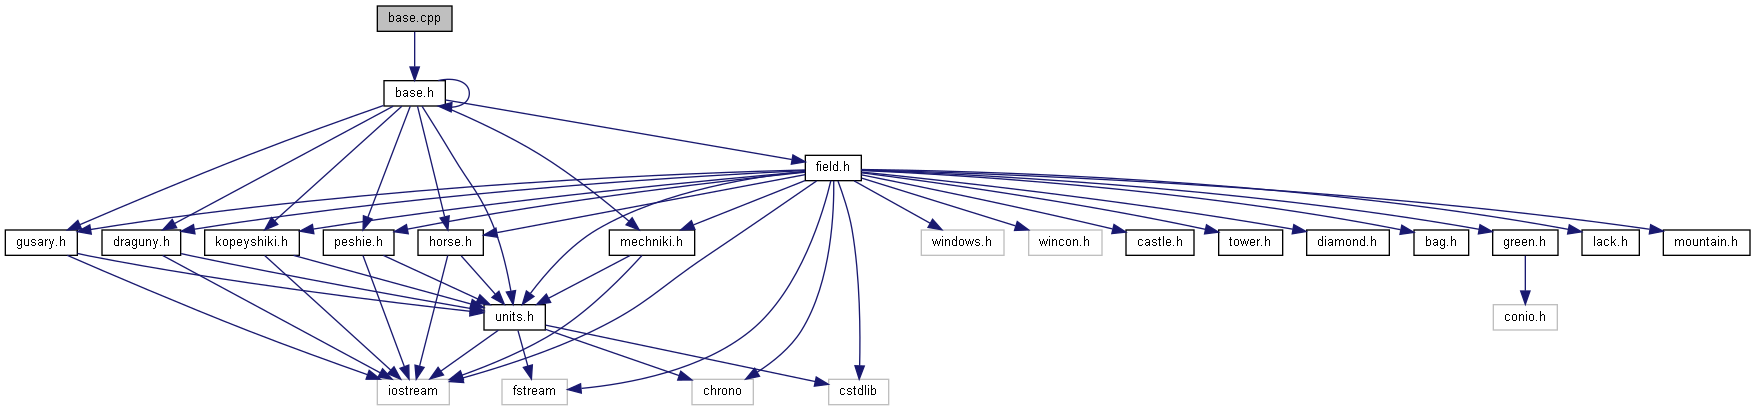 base.cpp
base.h
field.h
gusary.h
draguny.h
kopeyshiki.h
peshie.h
horse.h
mechniki.h
windows.h
wincon.h
castle.h
tower.h
diamond.h
bag.h
green.h
lack.h
mountain.h
units.h
conio.h
iostream
fstream
chrono
cstdlib